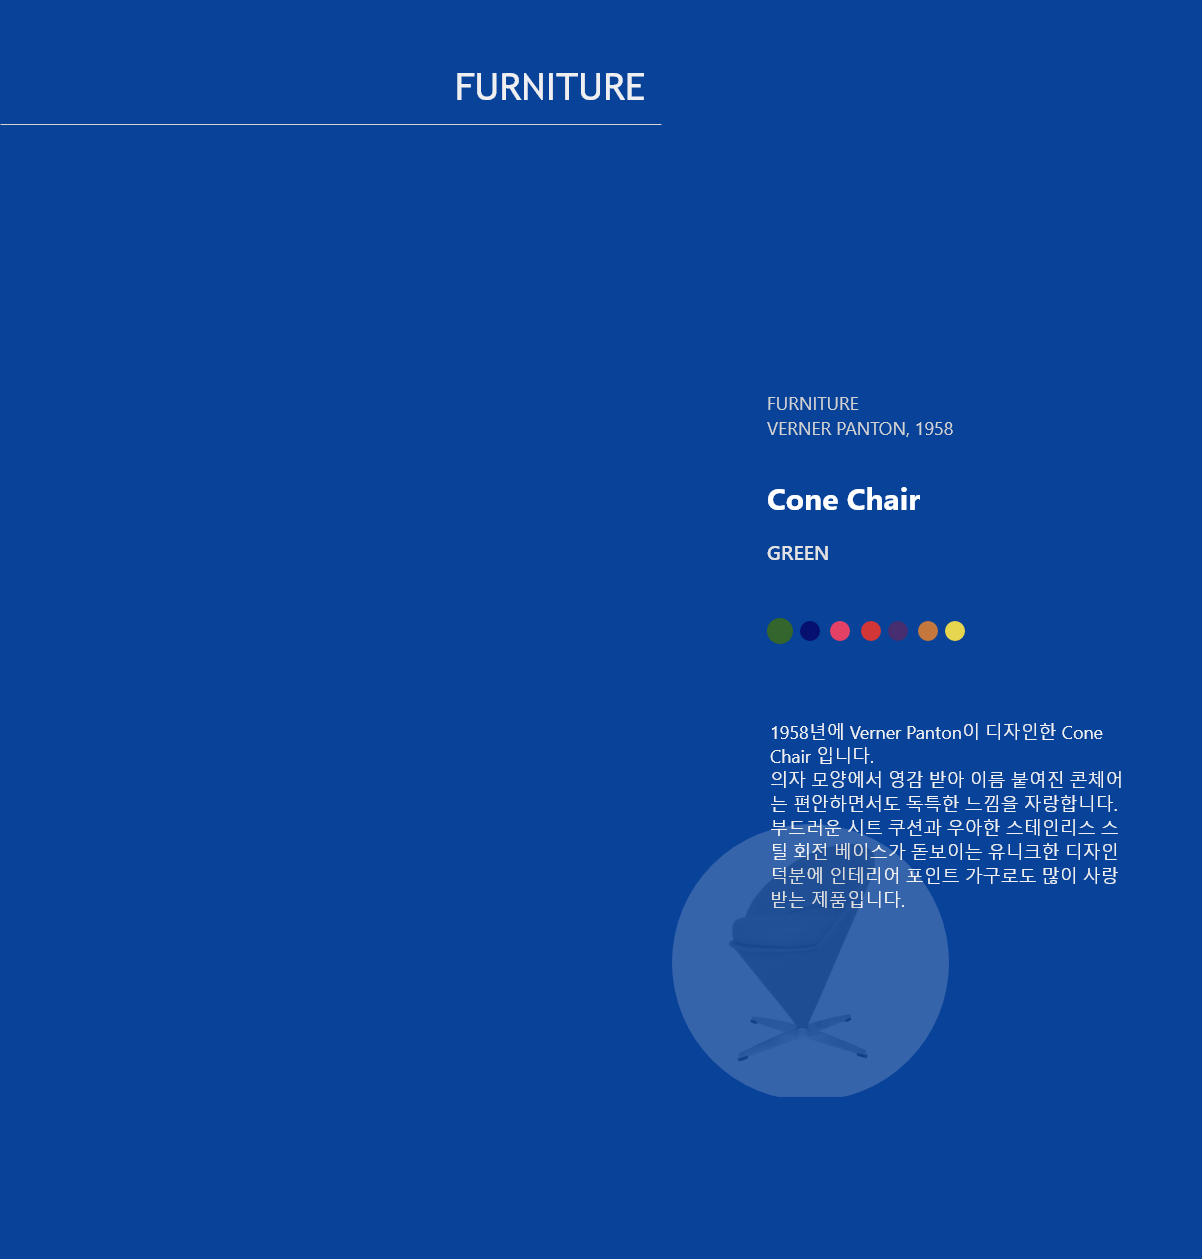 FURNITURE
FURNITURE
VERNER PANTON, 1958
Cone Chair
GREEN
1958년에 Verner Panton이 디자인한 Cone
Chair 입니다.
의자 모양에서 영감 받아 이름 붙여진 콘체어
는 편안하면서도 독특한 느낌을 자랑합니다.
부드러운 시트 쿠션과 우아한 스테인리스 스
틸 회전 베이스가 돋보이는 유니크한 디자인
덕분에 인테리어 포인트 가구로도 많이 사랑
받는 제품입니다.